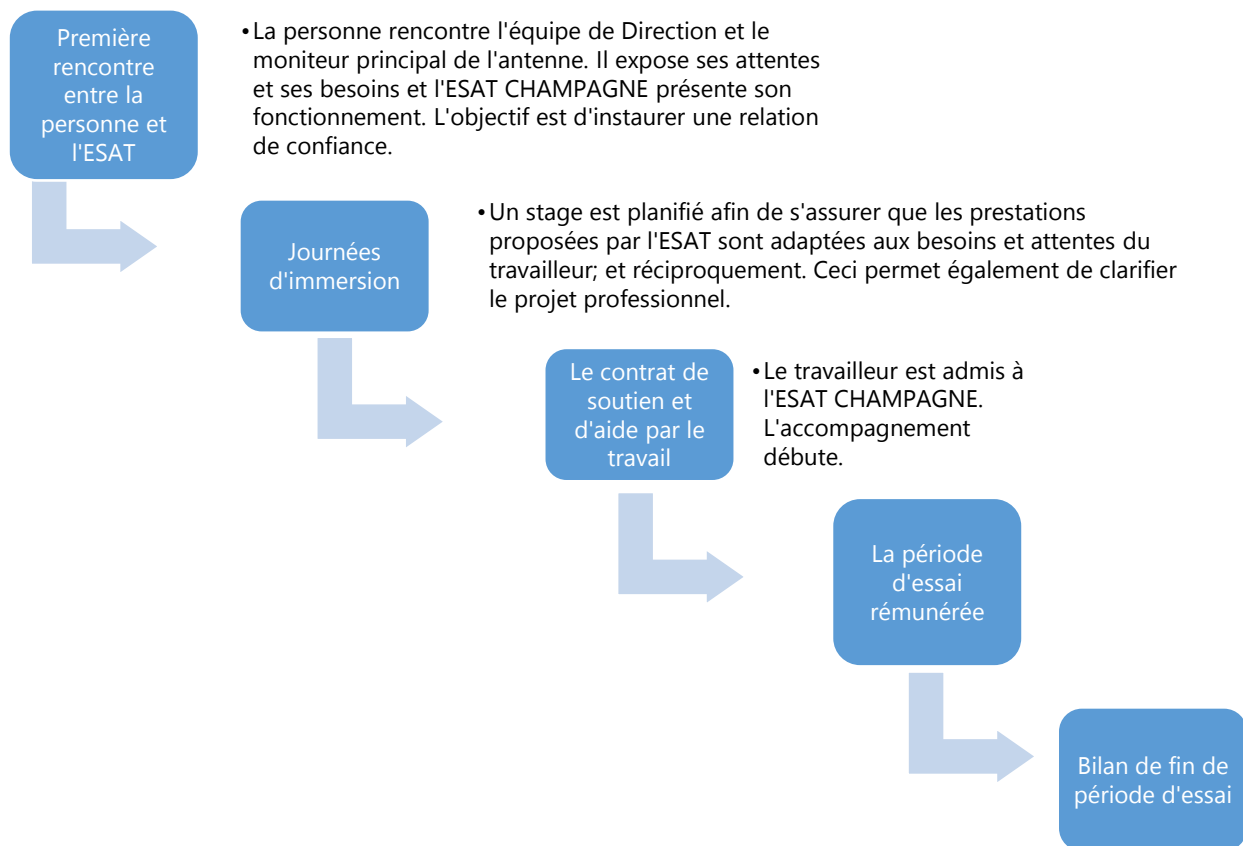 Première
rencontre
entre la
personne et
l'ESAT
•La personne rencontre l'équipe de Direction et le
moniteur principal de l'antenne. Il expose ses attentes
et ses besoins et l'ESAT CHAMPAGNE présente son
fonctionnement. L'objectif est d'instaurer une relation
de confiance.
Journées
d'immersion
•Un stage est planifié afin de s'assurer que les prestations
proposées par l'ESAT sont adaptées aux besoins et attentes du
travailleur; et réciproquement. Ceci permet également de clarifier
le projet professionnel.
Le contrat de
soutien et
d'aide par le
travail
•Le travailleur est admis à
l'ESAT CHAMPAGNE.
L'accompagnement
débute.
La période
d'essai
rémunérée
Bilan de fin de
période d'essai